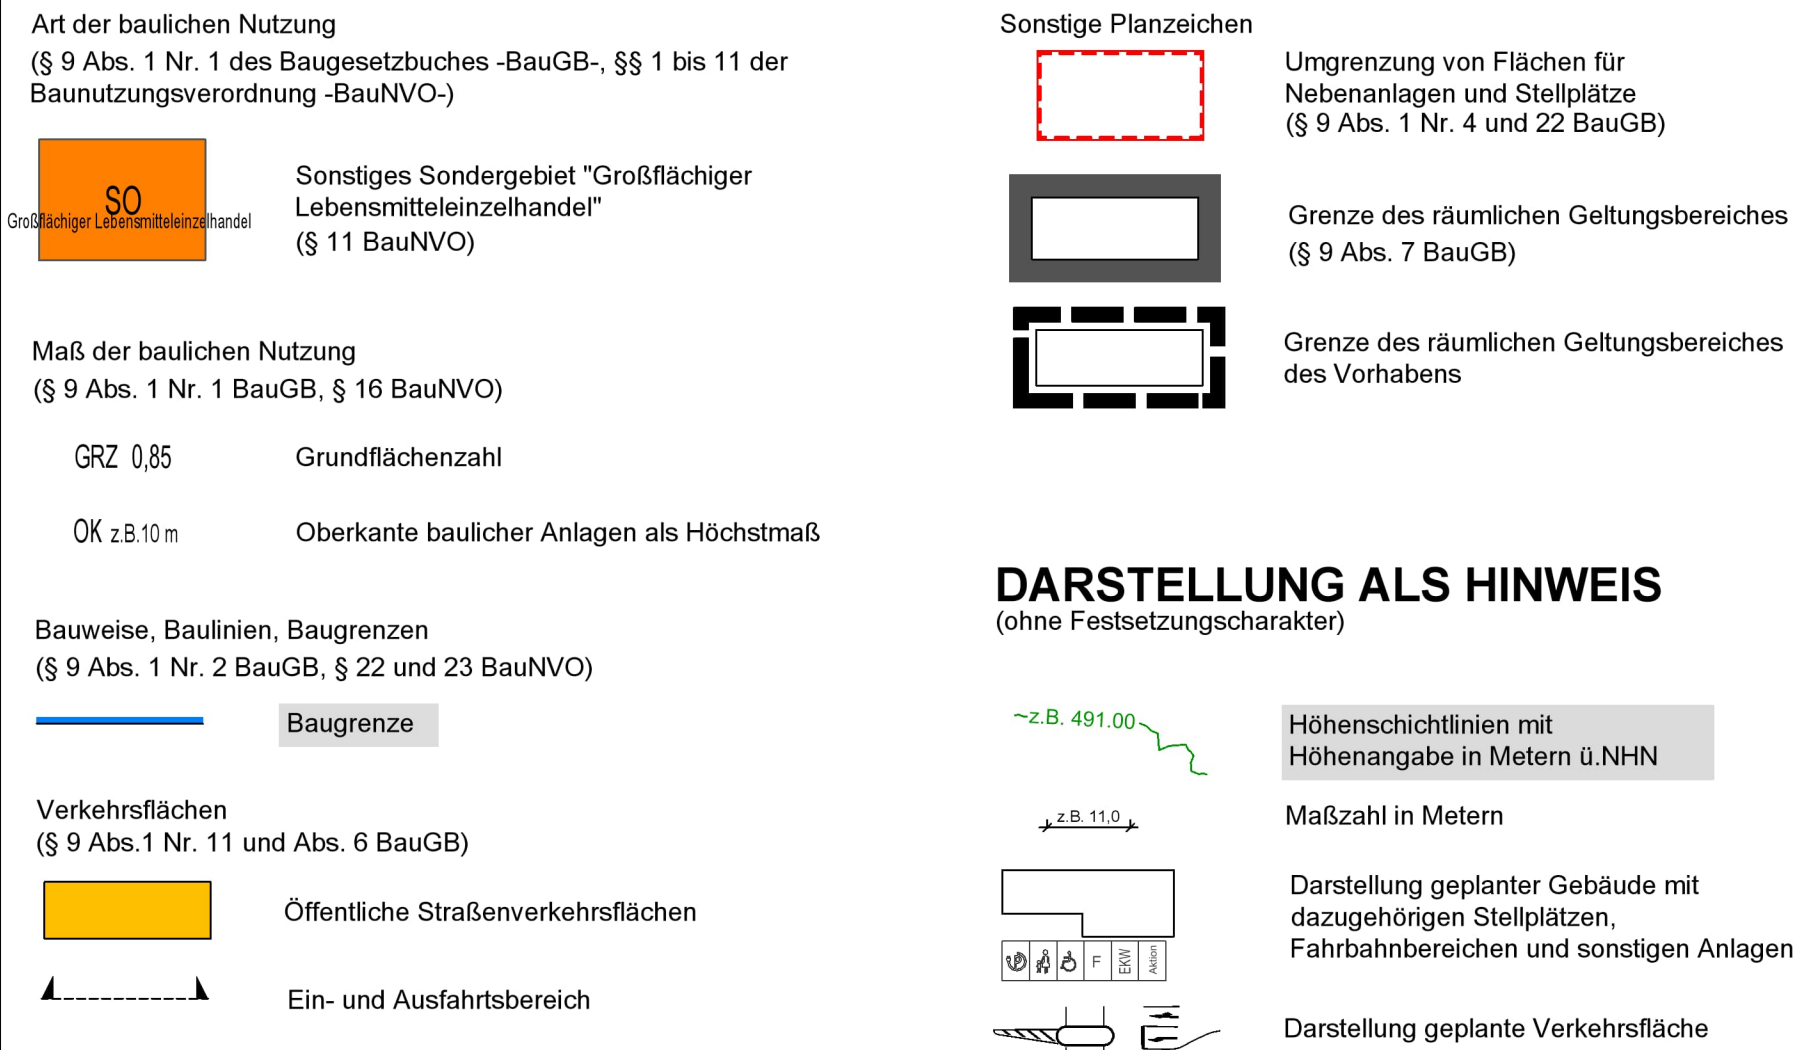 Art der baulichen Nutzung
(§ 9 Abs. 1 Nr. 1 des Baugesetzbuches -BauGB-, §§ 1 bis 11 der
Baunutzungsverordnung -BauNVO-)
SO
Großflächiger Lebensmitteleinzelhandel
Sonstiges Sondergebiet "Großflächiger
Lebensmitteleinzelhandel"
(§ 11 BauNVO)
Maß der baulichen Nutzung
(§ 9 Abs. 1 Nr. 1 BauGB, § 16 BauNVO)
GRZ 0,85
Grundflächenzahl
OK z.B.10 m
Oberkante baulicher Anlagen als Höchstmaß
Bauweise, Baulinien, Baugrenzen
(§ 9 Abs. 1 Nr. 2 BauGB, § 22 und 23 BauNVO)
Baugrenze
Verkehrsflächen
(§ 9 Abs.1 Nr. 11 und Abs. 6 BauGB)
Öffentliche Straßenverkehrsflächen
Ein- und Ausfahrtsbereich
Sonstige Planzeichen
Umgrenzung von Flächen für
Nebenanlagen und Stellplätze
(§ 9 Abs. 1 Nr. 4 und 22 BauGB)
Grenze des räumlichen Geltungsbereiches
(§ 9 Abs. 7 BauGB)
Grenze des räumlichen Geltungsbereiches
des Vorhabens
DARSTELLUNG ALS HINWEIS
(ohne Festsetzungscharakter)
~z.B. 491.00
Höhenschichtlinien mit
Höhenangabe in Metern ü.NHN
z.B. 11,0
Maßzahl in Metern
P
F
EKW
Aktion
Darstellung geplanter Gebäude mit
dazugehörigen Stellplätzen,
Fahrbahnbereichen und sonstigen Anlagen
Darstellung geplante Verkehrsfläche